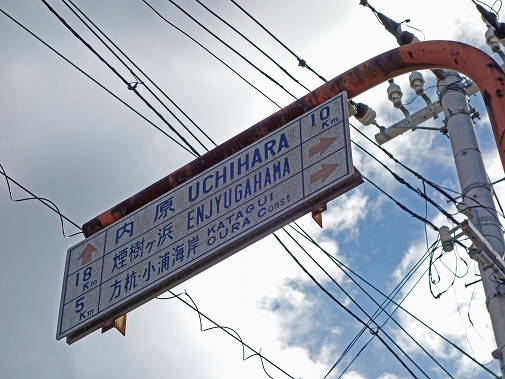 内原 UCHIHARA 10 Km
煙樹ヶ浜 ENJYUGAHAMA
18 Km
方杭・小浦海岸 KATAGUI OURA Coast
5 Km